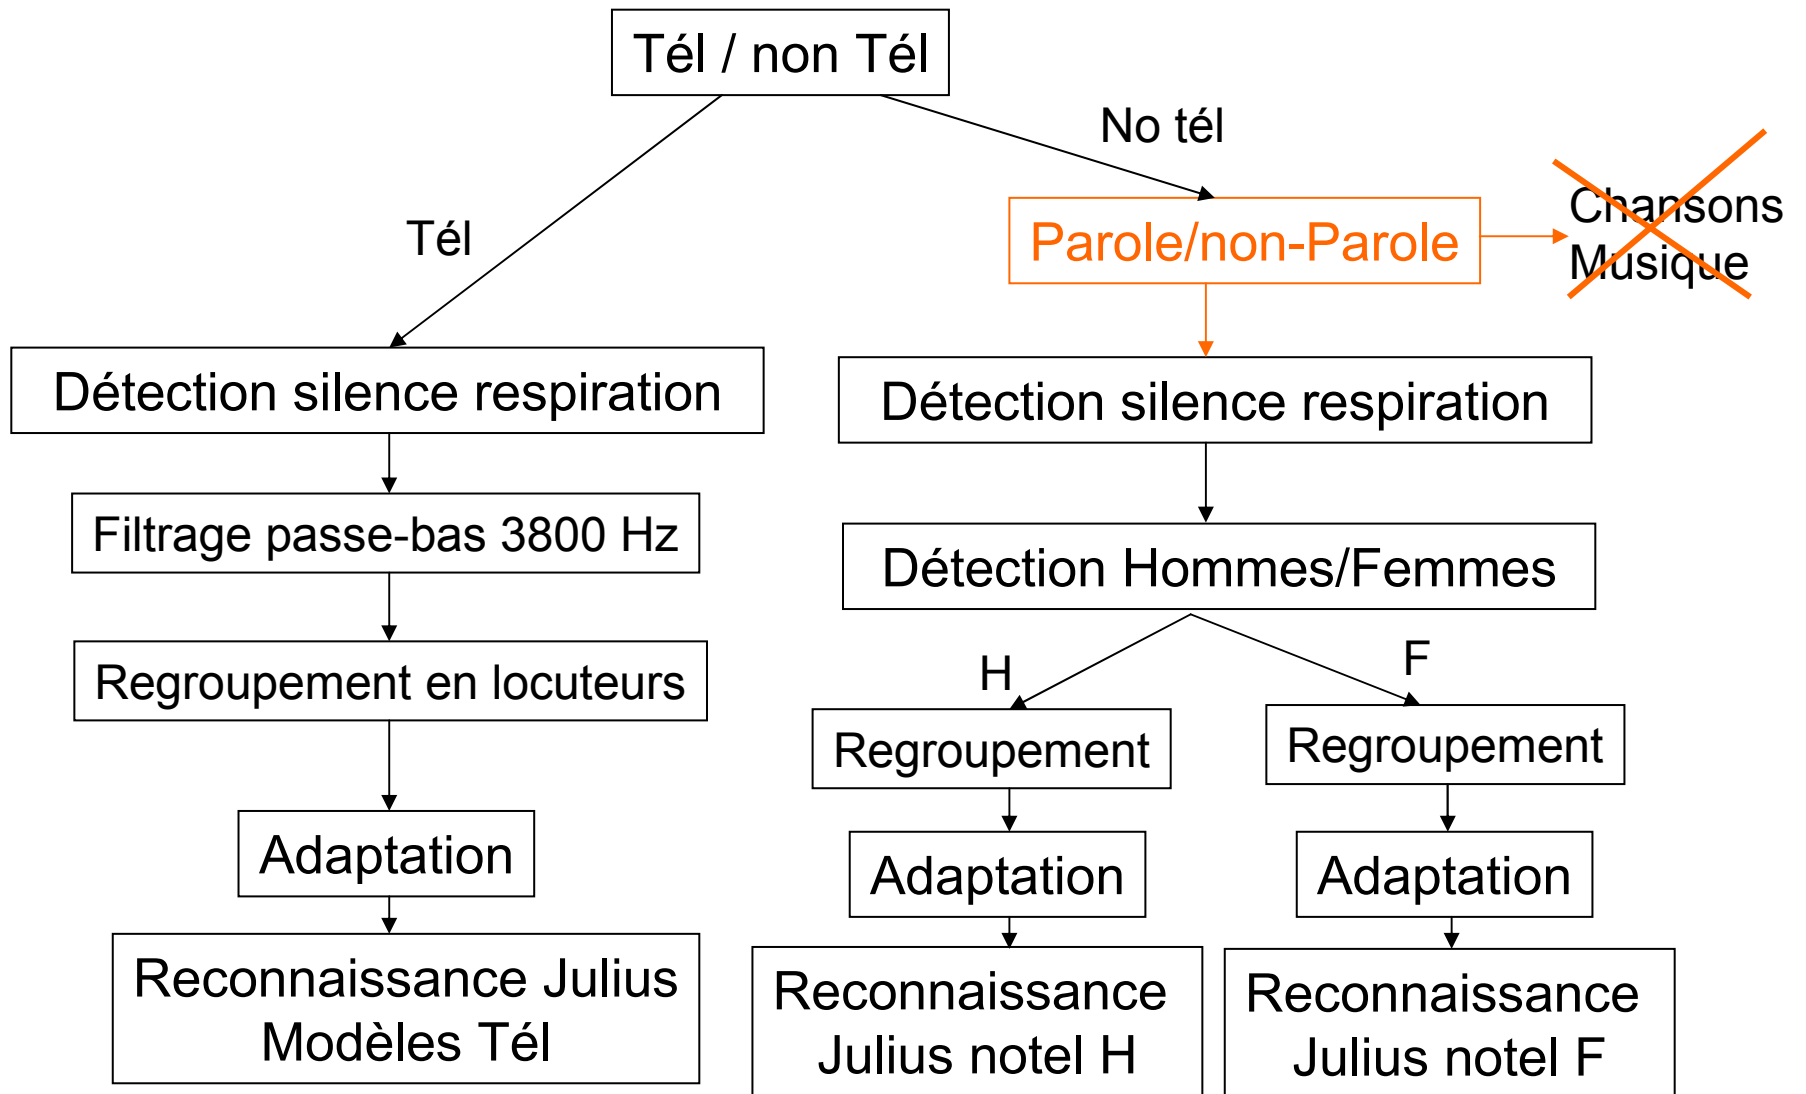 Tél / non Tél
No tél
Tél
Parole/non-Parole
Chansons
Musique
Détection silence respiration
Détection silence respiration
Filtrage passe-bas 3800 Hz
Détection Hommes/Femmes
Regroupement en locuteurs
H
F
Regroupement
Regroupement
Adaptation
Adaptation
Adaptation
Reconnaissance Julius
Modèles Tél
Reconnaissance
Julius notel H
Reconnaissance
Julius notel F